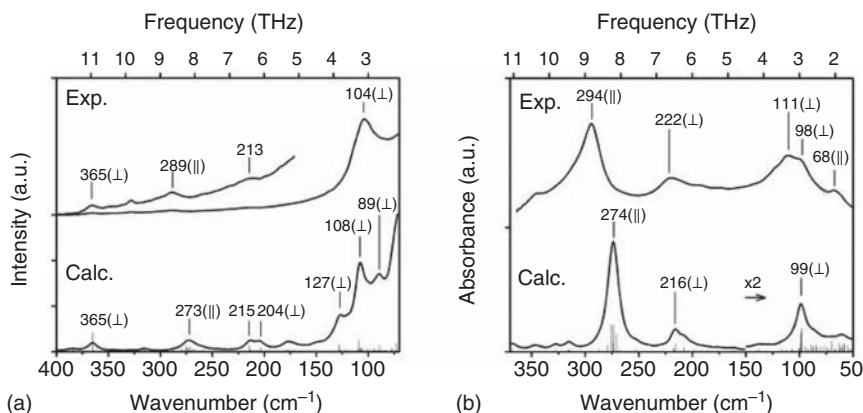 Frequency (THz)
11 10 9 8 7 6 5 4 3
Exp.
104(⊥)
213
289(||)
365(⊥)
Intensity (a.u.)
89(⊥)
108(⊥)
Calc.
127(⊥)
365(⊥)
273(||)
215
204(⊥)
400 350 300 250 200 150 100
(a)
Wavenumber (cm⁻¹)
Frequency (THz)
11 10 9 8 7 6 5 4 3 2
Exp.
294(||)
222(⊥)
111(⊥)
98(⊥)
68(||)
Absorbance (a.u.)
274(||)
Calc.
216(⊥)
x2
99(⊥)
350 300 250 200 150 100 50
(b)
Wavenumber (cm⁻¹)